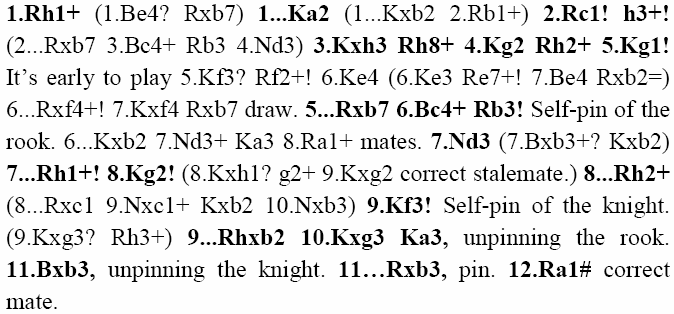 1.Rh1+ (1.Be4? Rxb7) 1...Ka2 (1...Kxb2 2.Rb1+) 2.Rc1! h3+!
(2...Rxb7 3.Bc4+ Rb3 4.Nd3) 3.Kxh3 Rh8+ 4.Kg2 Rh2+ 5.Kg1!
It’s early to play 5.Kf3? Rf2+! 6.Ke4 (6.Ke3 Re7+! 7.Be4 Rxb2=)
6...Rxf4+! 7.Kxf4 Rxb7 draw. 5...Rxb7 6.Bc4+ Rb3! Self-pin of the
rook. 6...Kxb2 7.Nd3+ Ka3 8.Ra1+ mates. 7.Nd3 (7.Bxb3+? Kxb2)
7...Rh1+! 8.Kg2! (8.Kxh1? g2+ 9.Kxg2 correct stalemate.) 8...Rh2+
(8...Rxc1 9.Nxc1+ Kxb2 10.Nxb3) 9.Kf3! Self-pin of the knight.
(9.Kxg3? Rh3+) 9...Rhxb2 10.Kxg3 Ka3, unpinning the rook.
11.Bxb3, unpinning the knight. 11…Rxb3, pin. 12.Ra1# correct
mate.